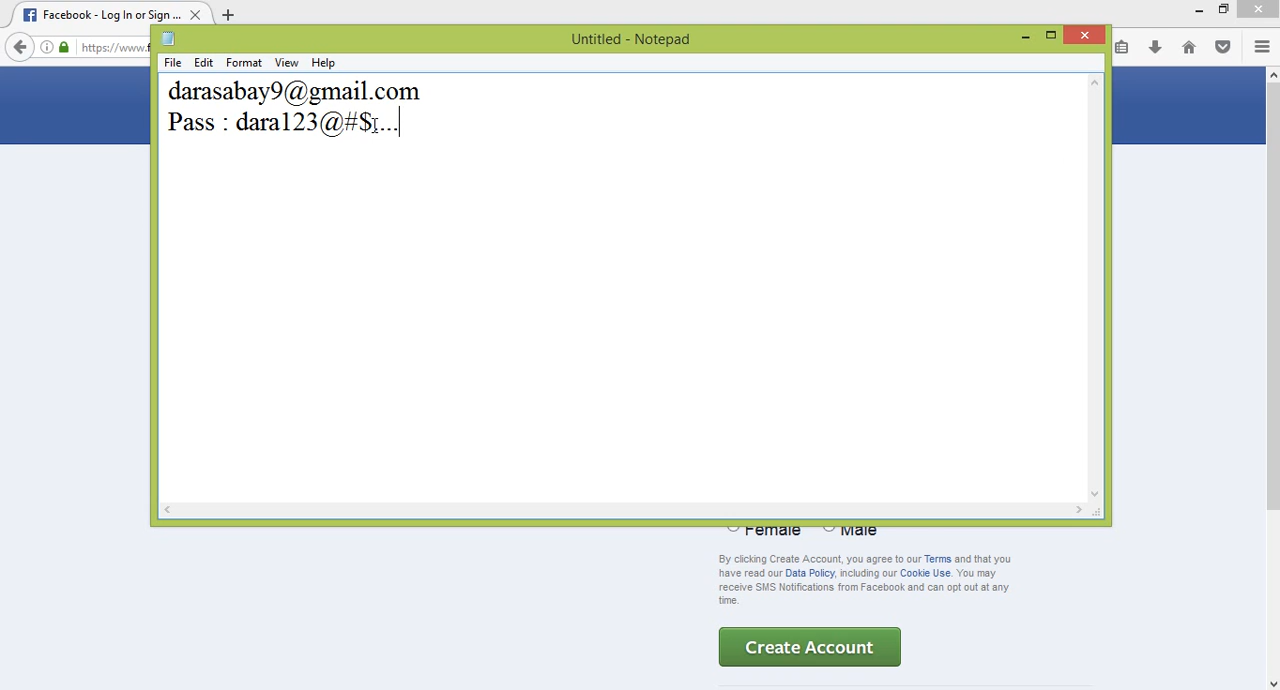 Facebook - Log In or Sign ...
https://www.f
Untitled - Notepad
File Edit Format View Help
darasabay9@gmail.com
Pass : dara123@#$....
Female Male
By clicking Create Account, you agree to our Terms and that you
have read our Data Policy, including our Cookie Use. You may
receive SMS Notifications from Facebook and can opt out at any
time.
Create Account